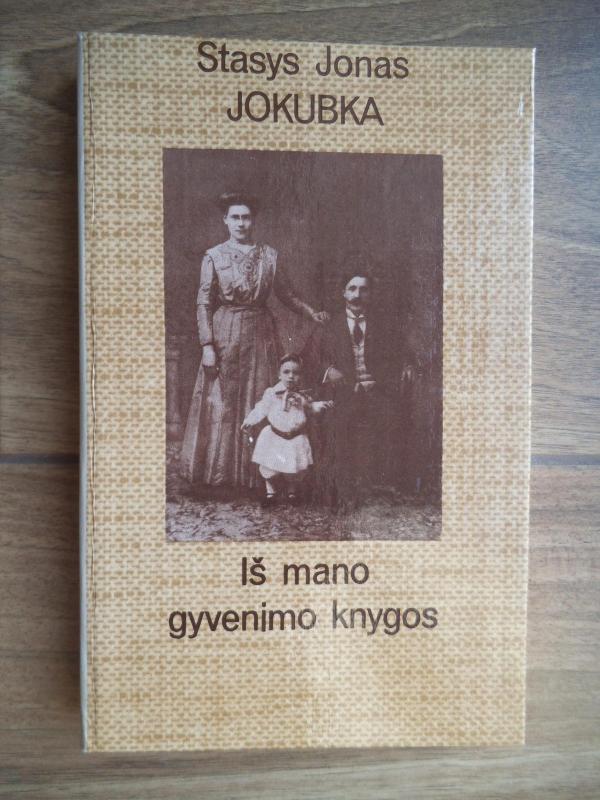 Stasys Jonas
JOKUBKA
Iš mano
gyvenimo knygos